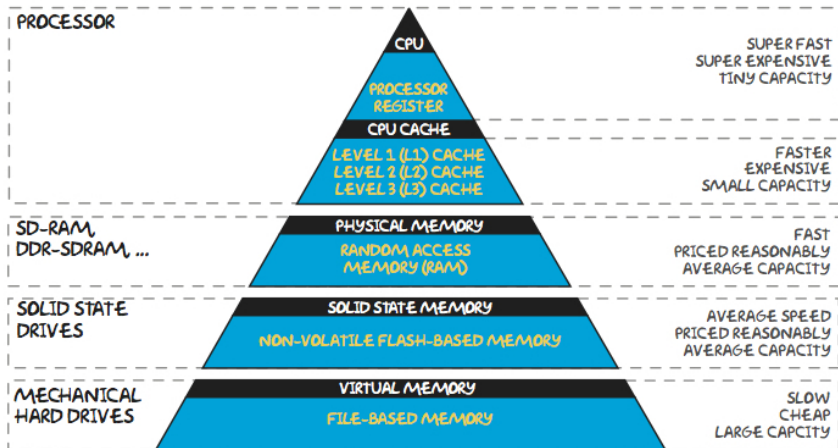 PROCESSOR
CPU
SUPER FAST
SUPER EXPENSIVE
TINY CAPACITY
PROCESSOR
REGISTER
CPU CACHE
LEVEL 1 (L1) CACHE
LEVEL 2 (L2) CACHE
LEVEL 3 (L3) CACHE
FASTER
EXPENSIVE
SMALL CAPACITY
SD-RAM,
DDR-SDRAM, ...
PHYSICAL MEMORY
RANDOM ACCESS
MEMORY (RAM)
FAST
PRICED REASONABLY
AVERAGE CAPACITY
SOLID STATE
DRIVES
SOLID STATE MEMORY
NON-VOLATILE FLASH-BASED MEMORY
AVERAGE SPEED
PRICED REASONABLY
AVERAGE CAPACITY
MECHANICAL
HARD DRIVES
VIRTUAL MEMORY
FILE-BASED MEMORY
SLOW
CHEAP
LARGE CAPCITY